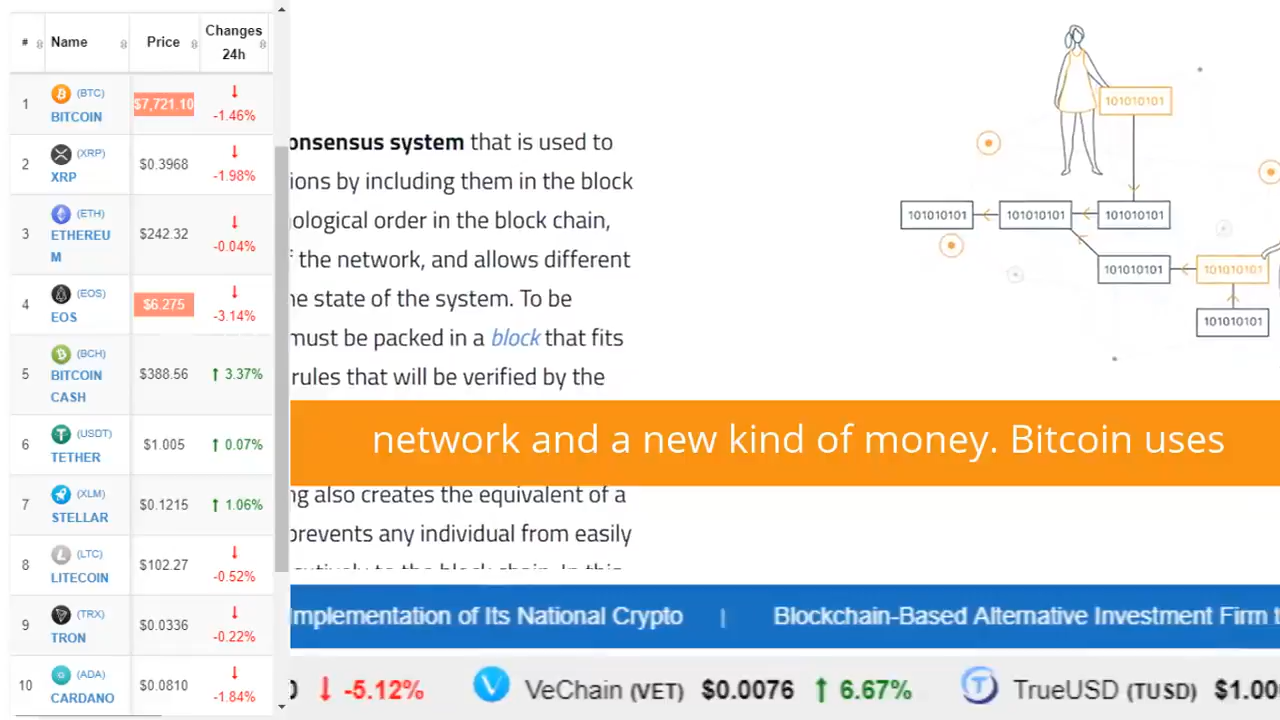 # Name Price Changes 24h
1 (BTC) BITCOIN $7,721.10 -1.46%
2 (XRP) XRP $0.3968 -1.98%
3 (ETH) ETHEREUM $242.32 -0.04%
4 (EOS) EOS $6.275 -3.14%
5 (BCH) BITCOIN CASH $388.56 3.37%
6 (USDT) TETHER $1.005 0.07%
7 (XLM) STELLAR $0.1215 1.06%
8 (LTC) LITECOIN $102.27 -0.52%
9 (TRX) TRON $0.0336 -0.22%
10 (ADA) CARDANO $0.0810 -1.84%
onsensus system that is used to
ions by including them in the block
ological order in the block chain,
f the network, and allows different
he state of the system. To be
must be packed in a block that fits
rules that will be verified by the
network and a new kind of money. Bitcoin uses
ng also creates the equivalent of a
prevents any individual from easily
101010101
101010101 101010101 101010101
101010101 101010101
101010101
Implementation of Its National Crypto | Blockchain-Based Alternative Investment Firm t
0 -5.12% VeChain (VET) $0.0076 6.67% TrueUSD (TUSD) $1.00